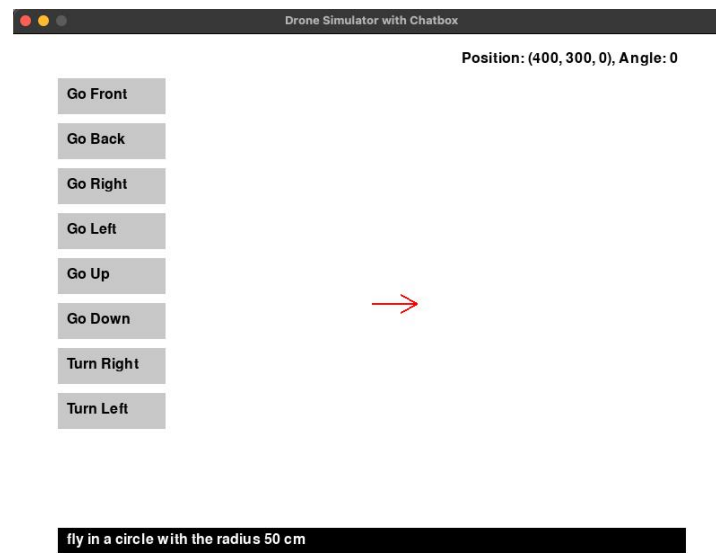 Drone Simulator with Chatbox
Position: (400, 300, 0), Angle: 0
Go Front
Go Back
Go Right
Go Left
Go Up
Go Down
Turn Right
Turn Left
fly in a circle with the radius 50 cm